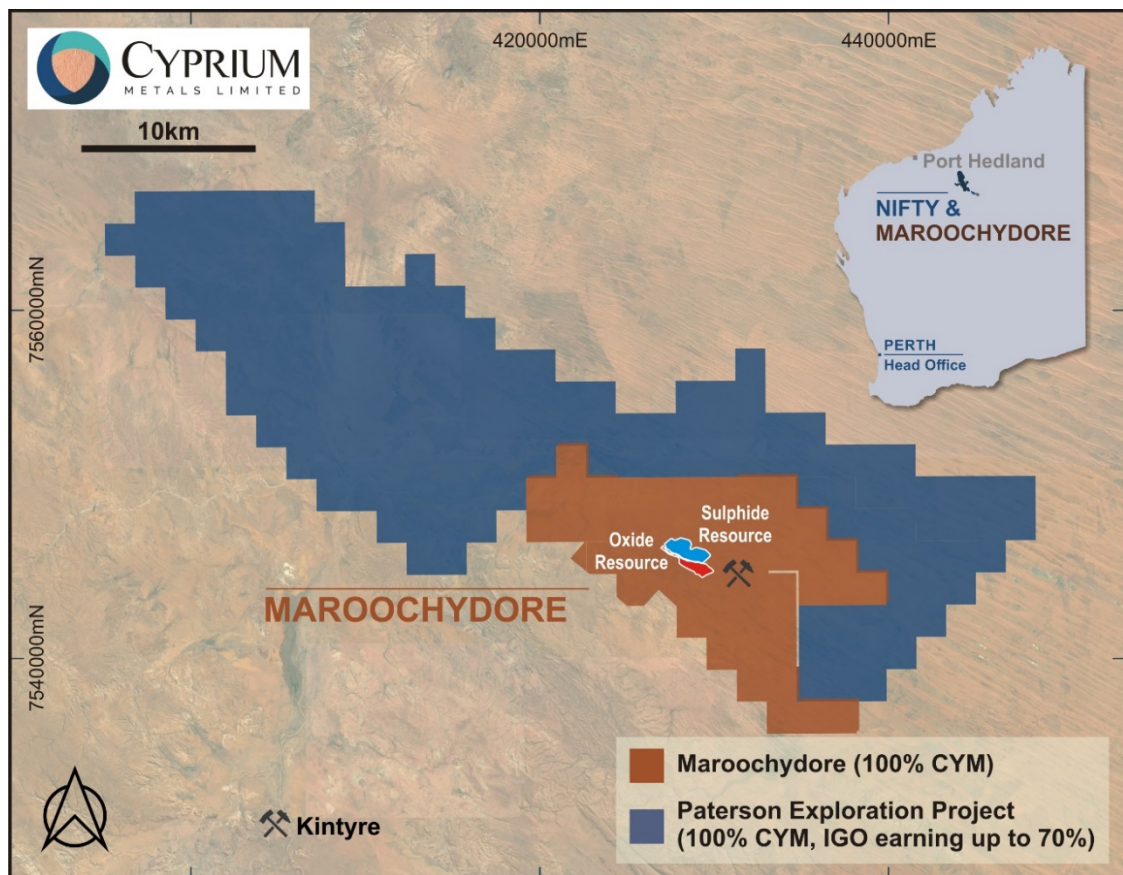 CYPRIUM
METALS LIMITED
10km
420000mE
440000mE
7560000mN
7540000mN
Port Hedland
NIFTY &
MAROOCHYDORE
PERTH
Head Office
Sulphide
Resource
Oxide
Resource
MAROOCHYDORE
Kintyre
Maroochydore (100% CYM)
Paterson Exploration Project
(100% CYM, IGO earning up to 70%)